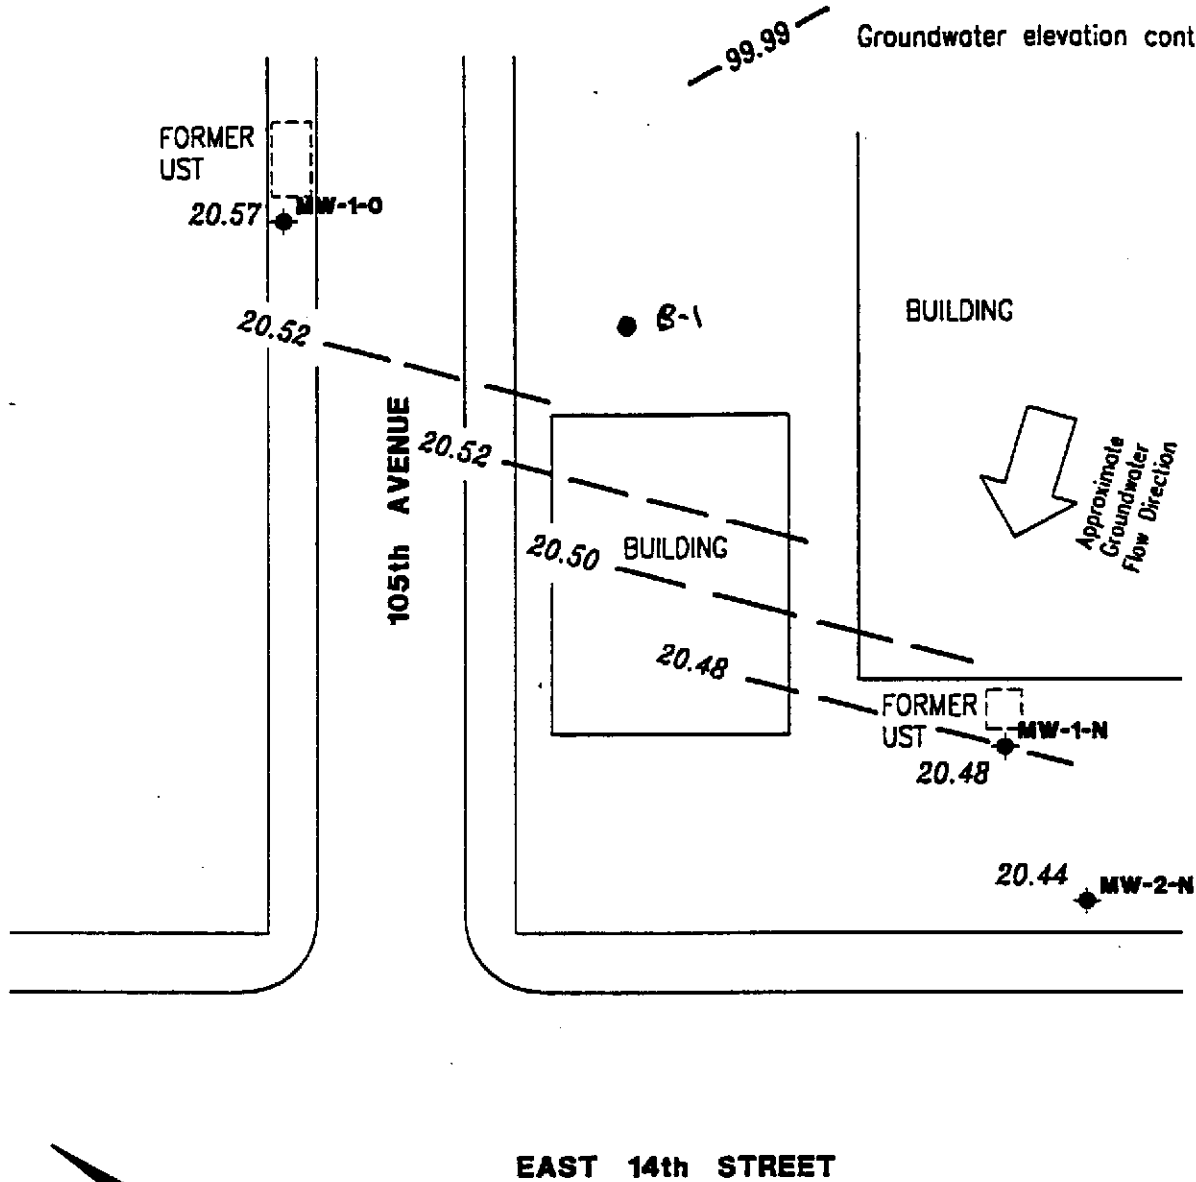 99.99
Groundwater elevation cont
FORMER
UST
20.57
MW-1-O
20.52
B-1
BUILDING
105th AVENUE
20.52
Approximate
Groundwater
Flow Direction
20.50
BUILDING
20.48
FORMER
UST
MW-1-N
20.48
20.44
MW-2-N
EAST 14th STREET